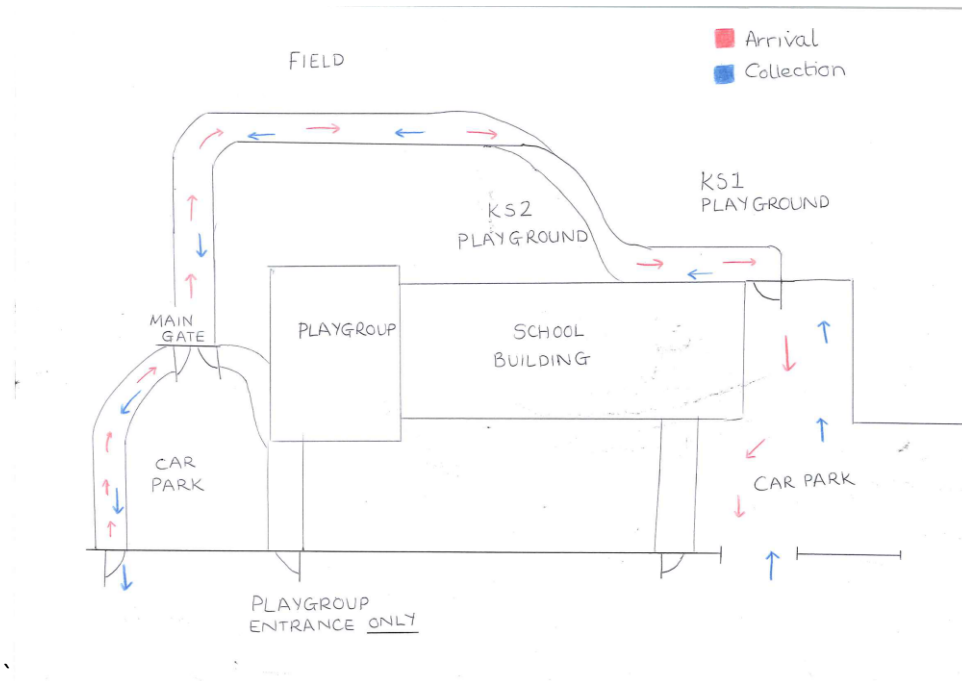 FIELD
Arrival
Collection
KS1
PLAYGROUND
KS2
PLAYGROUND
MAIN
GATE
PLAYGROUP
SCHOOL
BUILDING
CAR
PARK
CAR PARK
PLAYGROUP
ENTRANCE ONLY